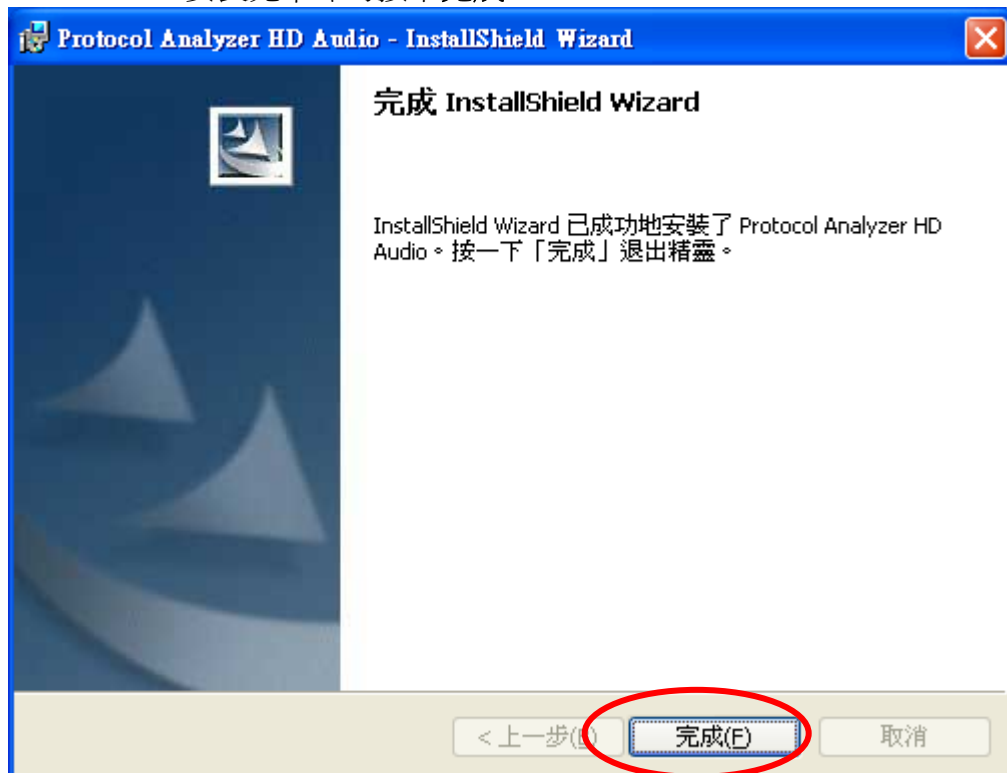 Protocol Analyzer HD Audio - InstallShield Wizard
完成 InstallShield Wizard
InstallShield Wizard 已成功地安裝了 Protocol Analyzer HD
Audio。按一下「完成」退出精靈。
<上一步 完成(F) 取消